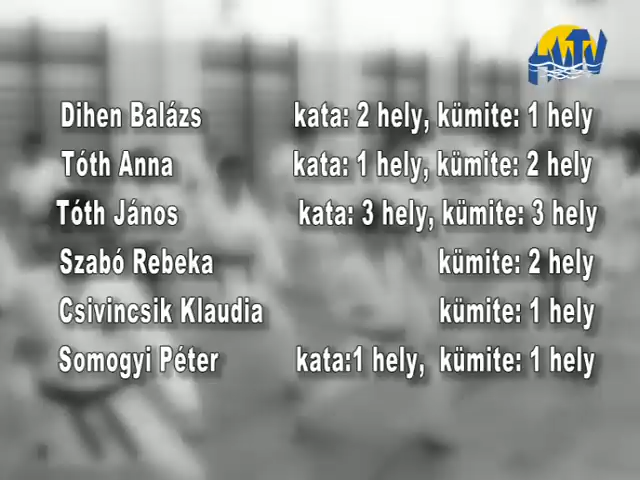 Dihen Balázs kata: 2 hely, kümite: 1 hely
Tóth Anna kata: 1 hely, kümite: 2 hely
Tóth János kata: 3 hely, kümite: 3 hely
Szabó Rebeka kümite: 2 hely
Csivincsik Klaudia kümite: 1 hely
Somogyi Péter kata:1 hely, kümite: 1 hely